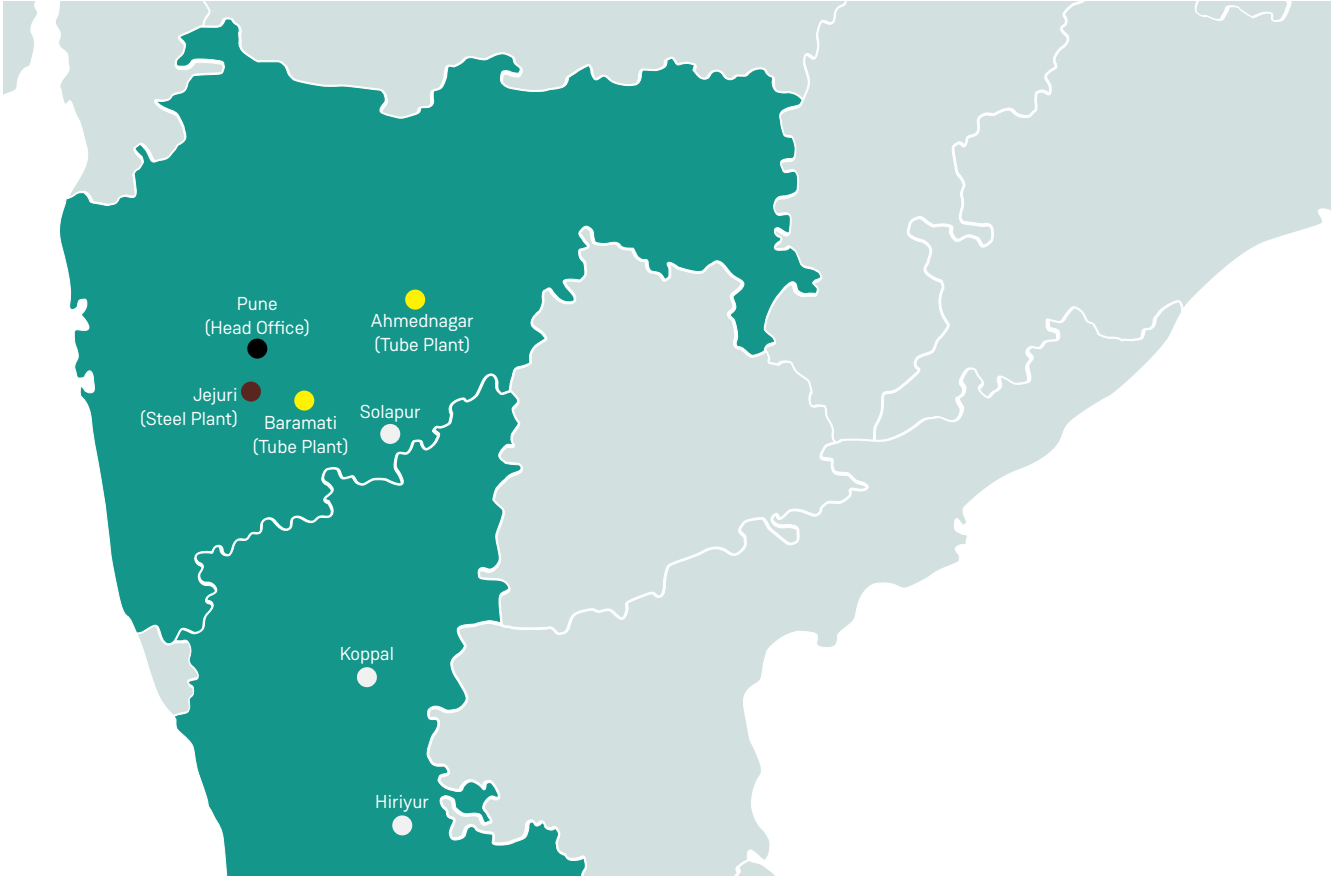 Pune
(Head Office)
Ahmednagar
(Tube Plant)
Jejuri
(Steel Plant)
Baramati
(Tube Plant)
Solapur
Koppal
Hiriyur